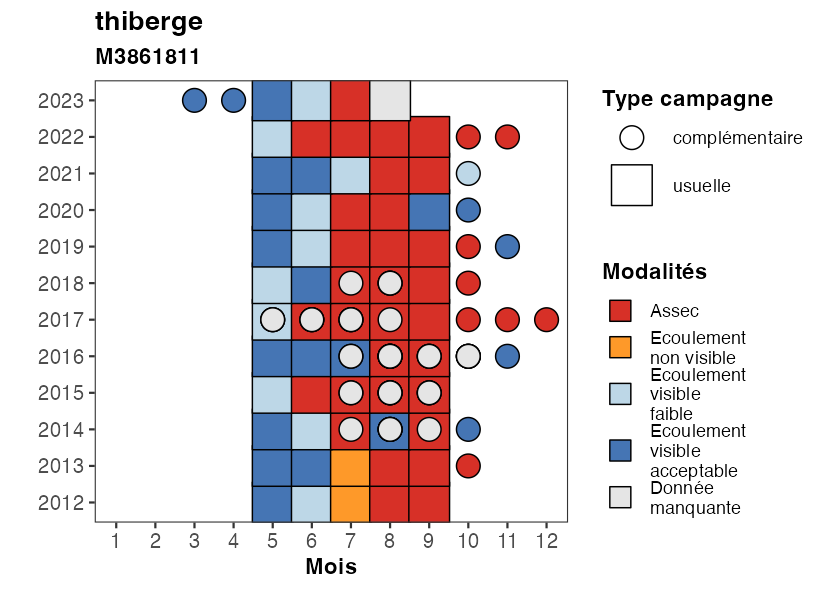 thiberge
M3861811
2023
2022
2021
2020
2019
2018
2017
2016
2015
2014
2013
2012
1 2 3 4 5 6 7 8 9 10 11 12
Mois
Type campagne
complémentaire
usuelle
Modalités
Assec
Ecoulement
non visible
Ecoulement
visible
faible
Ecoulement
visible
acceptable
Donnée
manquante